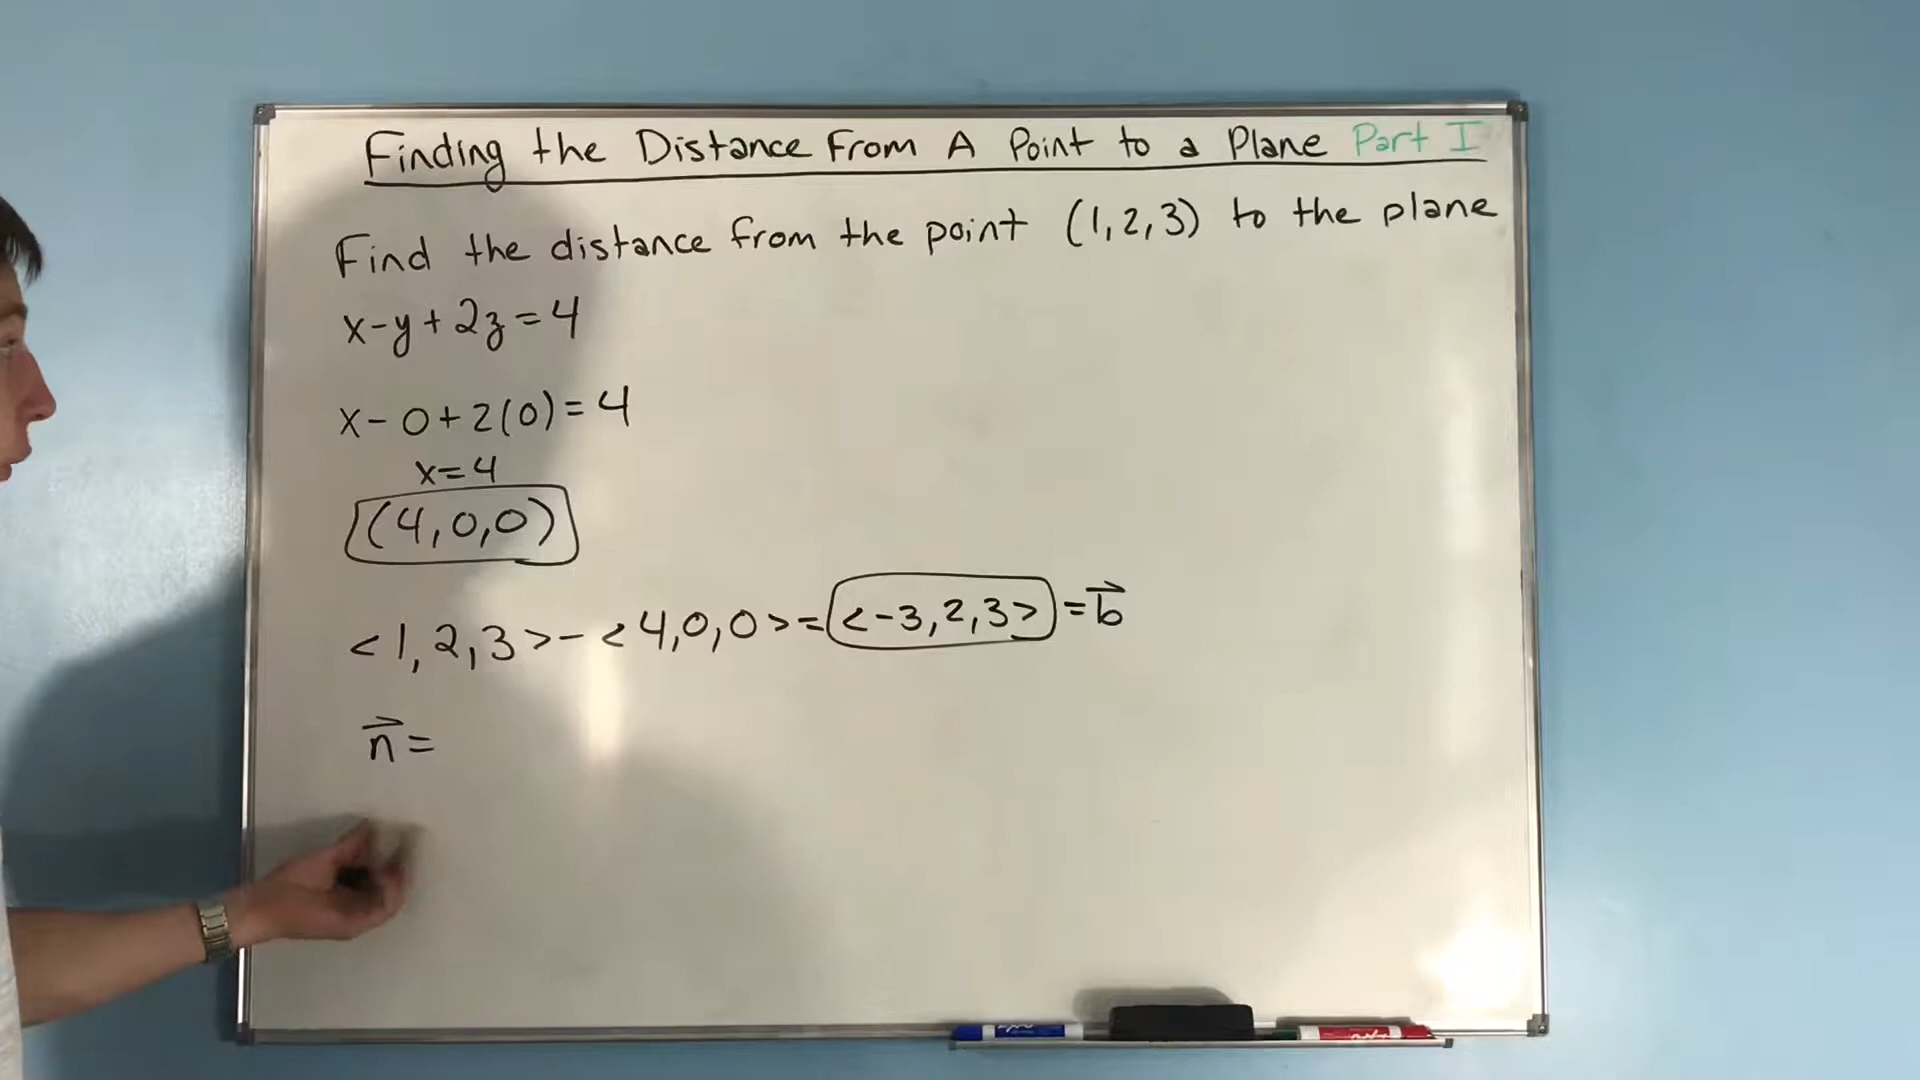 Finding the Distance From A Point to a Plane Part I
Find the distance from the point (1,2,3) to the plane
x-y+2z=4
x-0+2(0)=4
x=4
(4,0,0)
<1,2,3>-<4,0,0>=<-3,2,3>=b⃗
n⃗=